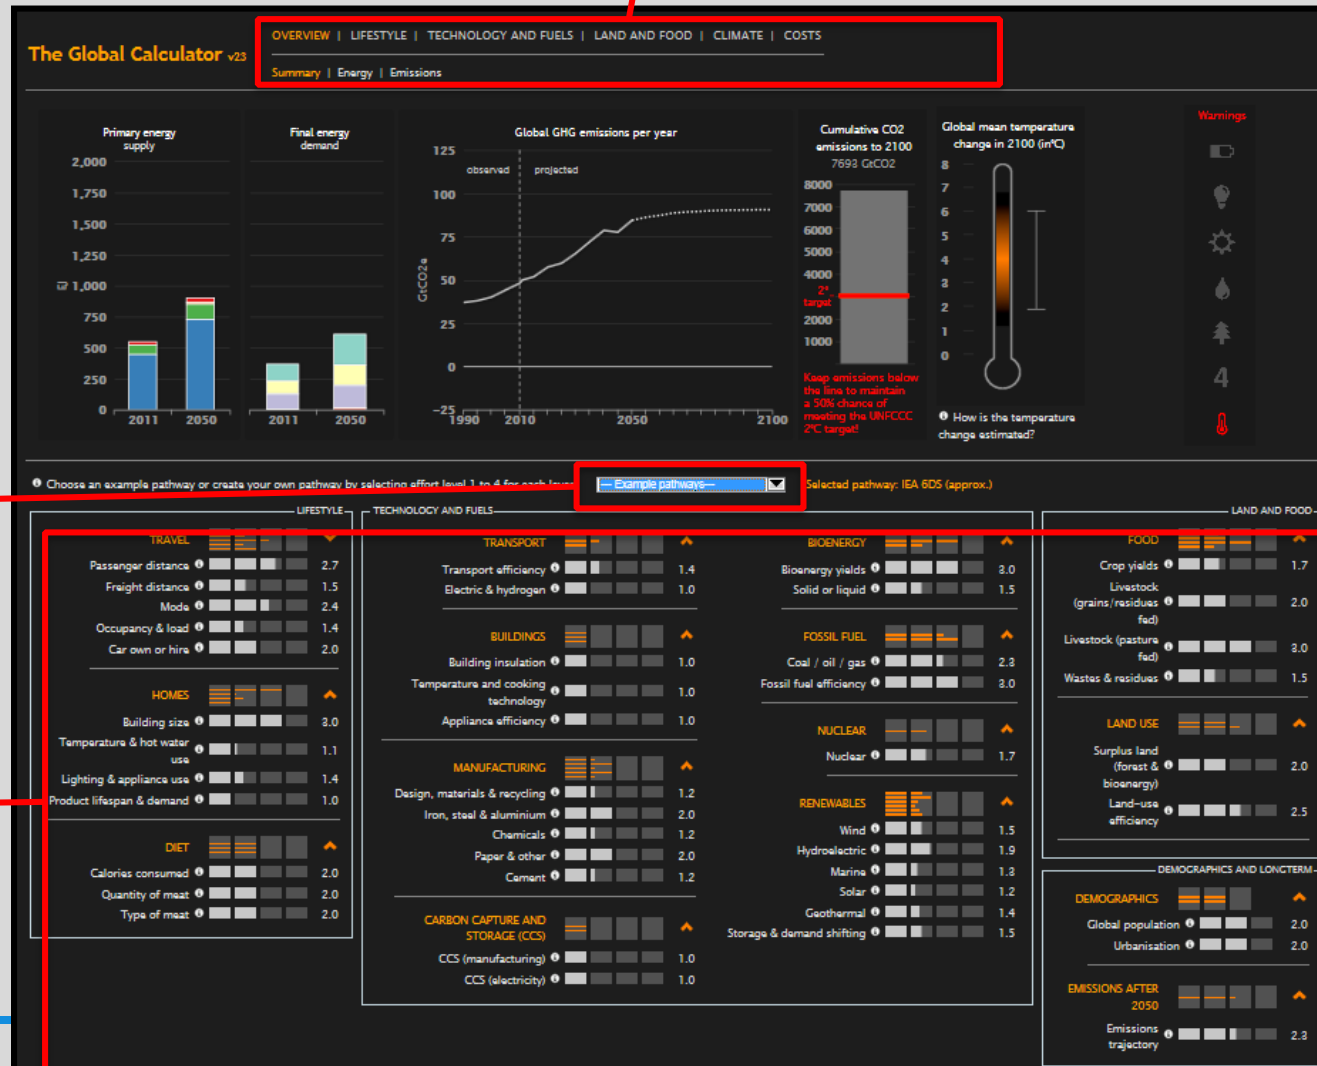 OVERVIEW | LIFESTYLE | TECHNOLOGY AND FUELS | LAND AND FOOD | CLIMATE | COSTS
The Global Calculator v23
Summary | Energy | Emissions
Primary energy
supply
2,000
1,750
1,500
1,250
EJ 1,000
750
500
250
0
2011 2050
Final energy
demand
2011 2050
Global GHG emissions per year
125
observed projected
100
75
GtCO2e
50
25
0
−25
1990 2010 2050 2100
Cumulative CO2
emissions to 2100
7693 GtCO2
8000
7000
6000
5000
4000
2°
target
2000
1000
Keep emissions below
the line to maintain
a 50% chance of
meeting the UNFCCC
2°C target!
Global mean temperature
change in 2100 (in°C)
8
7
6
5
4
3
2
1
0
How is the temperature
change estimated?
Warnings
4
Choose an example pathway or create your own pathway by selecting effort level 1 to 4 for each lever
— Example pathways—
Selected pathway: IEA 6DS (approx.)
LIFESTYLE
TRAVEL
Passenger distance 2.7
Freight distance 1.5
Mode 2.4
Occupancy & load 1.4
Car own or hire 2.0
HOMES
Building size 3.0
Temperature & hot water
use 1.1
Lighting & appliance use 1.4
Product lifespan & demand 1.0
DIET
Calories consumed 2.0
Quantity of meat 2.0
Type of meat 2.0
TECHNOLOGY AND FUELS
TRANSPORT
Transport efficiency 1.4
Electric & hydrogen 1.0
BUILDINGS
Building insulation 1.0
Temperature and cooking
technology 1.0
Appliance efficiency 1.0
MANUFACTURING
Design, materials & recycling 1.2
Iron, steel & aluminium 2.0
Chemicals 1.2
Paper & other 2.0
Cement 1.2
CARBON CAPTURE AND
STORAGE (CCS)
CCS (manufacturing) 1.0
CCS (electricity) 1.0
BIOENERGY
Bioenergy yields 3.0
Solid or liquid 1.5
FOSSIL FUEL
Coal / oil / gas 2.3
Fossil fuel efficiency 3.0
NUCLEAR
Nuclear 1.7
RENEWABLES
Wind 1.5
Hydroelectric 1.9
Marine 1.3
Solar 1.2
Geothermal 1.4
Storage & demand shifting 1.5
LAND AND FOOD
FOOD
Crop yields 1.7
Livestock
(grains/residues 2.0
fed)
Livestock (pasture
fed) 3.0
Wastes & residues 1.5
LAND USE
Surplus land
(forest & 2.0
bioenergy)
Land-use
efficiency 2.5
DEMOGRAPHICS AND LONGTERM
DEMOGRAPHICS
Global population 2.0
Urbanisation 2.0
EMISSIONS AFTER
2050
Emissions
trajectory 2.3